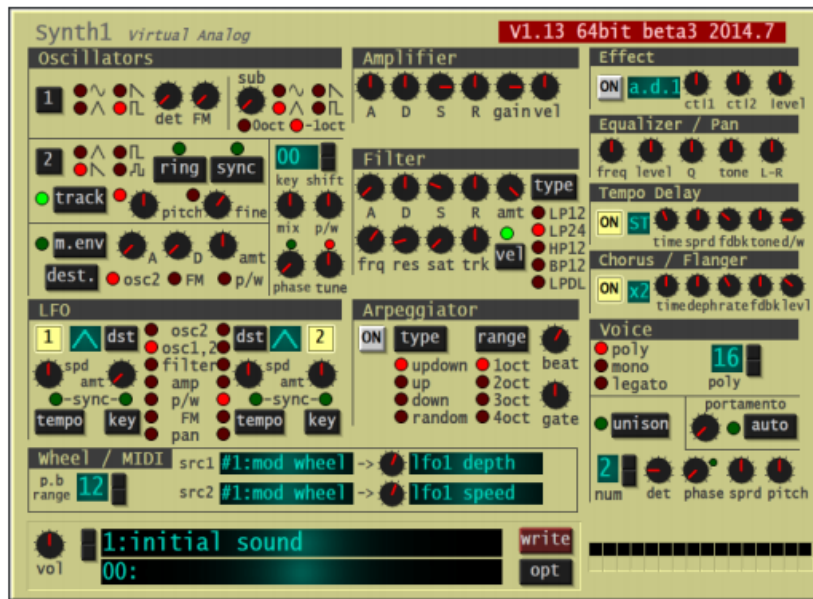 Synth1 Virtual Analog
V1.13 64bit beta3 2014.7
Oscillators
1
det FM
sub
0oct -1oct
2
ring sync
track
pitch fine
00
key shift
mix p/w
m.env
A D amt
dest.
osc2 FM p/w
phase tune
Amplifier
A D S R gain vel
Filter
A D S R amt
type
LP12
LP24
HP12
BP12
LPDL
frq res sat trk
vel
LFO
1 dst
spd
amt
sync
tempo key
osc2
osc1,2
filter
amp
p/w
FM
pan
dst 2
spd
amt
sync
tempo key
Arpeggiator
ON type range
updown
up
down
random
1oct
2oct
3oct
4oct
beat
gate
Wheel / MIDI
p.b
range
12
src1 #1:mod wheel -> lfo1 depth
src2 #1:mod wheel -> lfo1 speed
vol
1:initial sound
00:
write
opt
Effect
ON a.d.1
ctl1 ctl2 level
Equalizer / Pan
freq level Q tone L-R
Tempo Delay
ON ST
time sprd fdbk toned/w
Chorus / Flanger
ON x2
time dephrate fdbk levl
Voice
poly
mono
legato
16
poly
unison
portamento
auto
2
num det phase sprd pitch